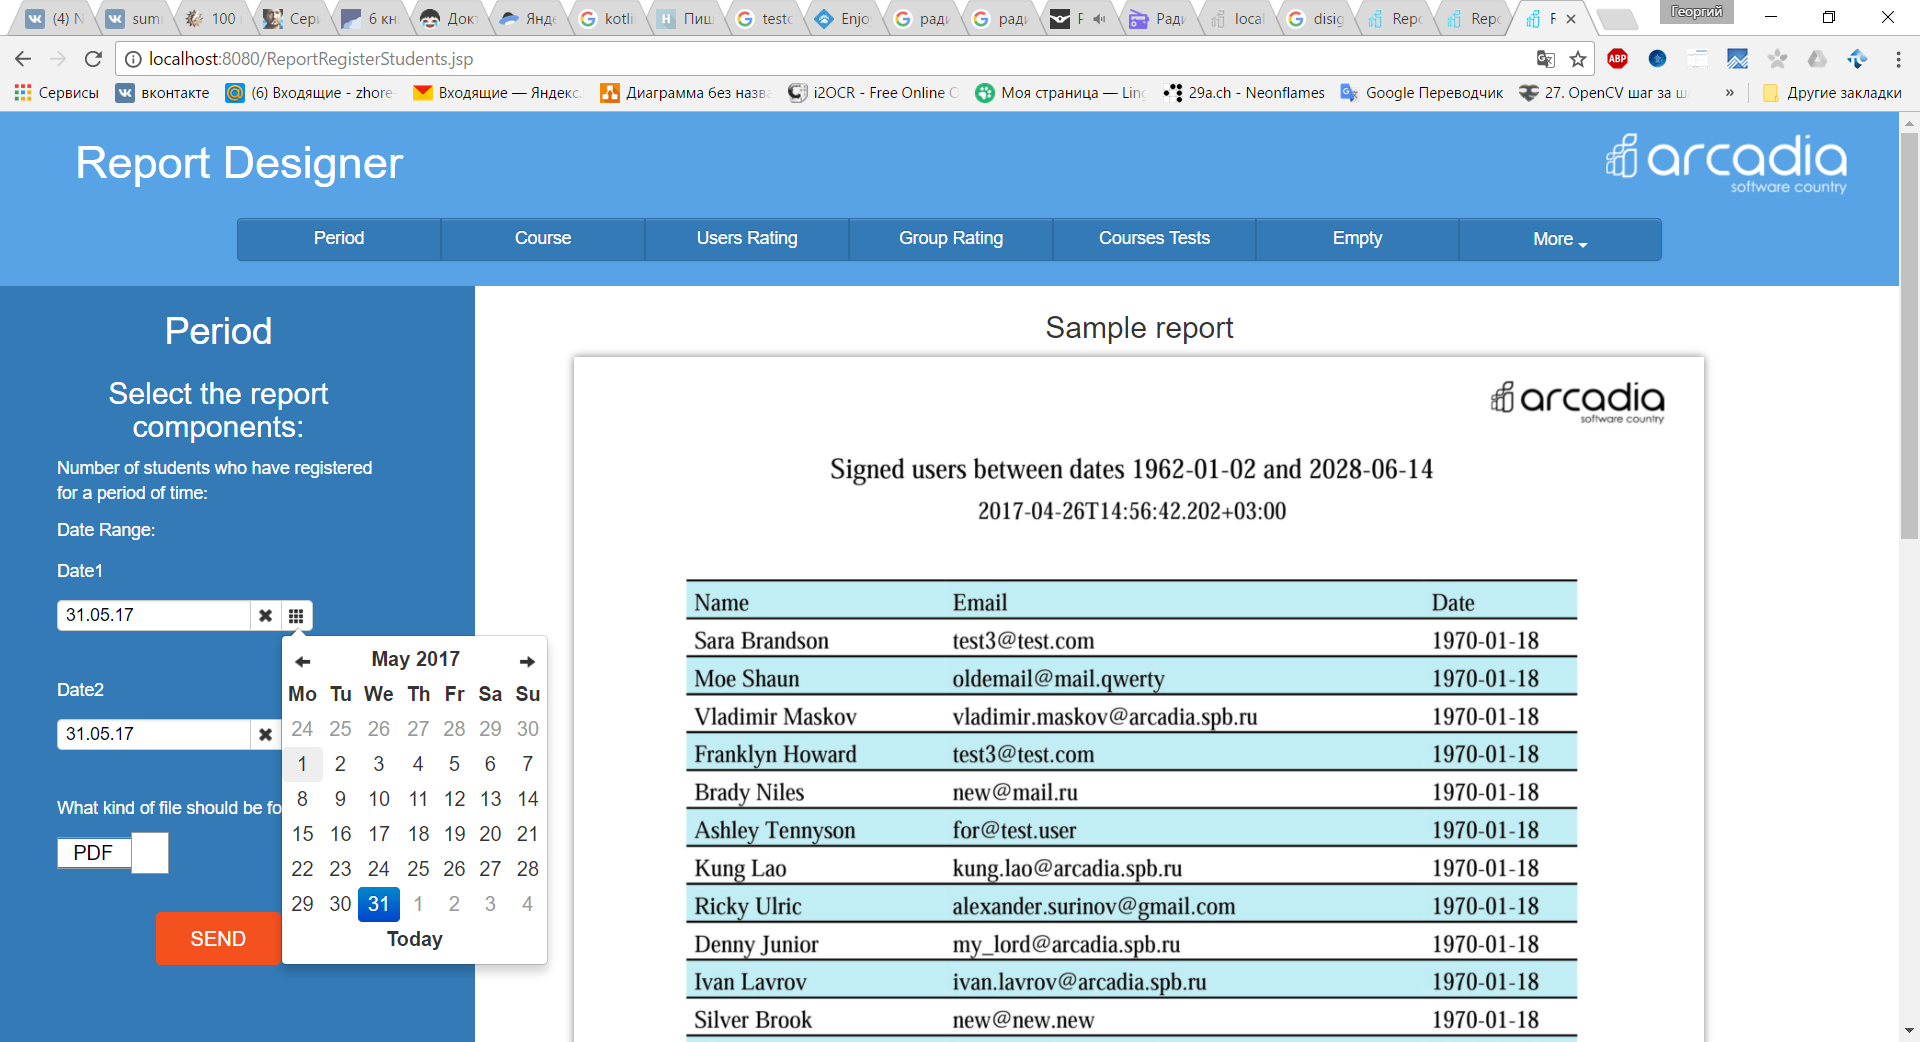 (4) N
sum
100
Сери
6 кн
Док
Янде
kotli
Пиш
testo
Enjo
ради
ради
F
Ради
local
disig
Repo
Repo
F
Георгий
localhost:8080/ReportRegisterStudents.jsp
ABP
Сервисы
вконтакте
(6) Входящие - zhore
Входящие — Яндекс.
Диаграмма без назва
i2OCR - Free Online O
Моя страница — Ling
29a.ch - Neonflames
Google Переводчик
27. OpenCV шаг за ш
»
Другие закладки
Report Designer
arcadia
software country
Period
Course
Users Rating
Group Rating
Courses Tests
Empty
More
Period
Select the report
components:
Number of students who have registered
for a period of time:
Date Range:
Date1
31.05.17
Date2
31.05.17
What kind of file should be fo
PDF
SEND
May 2017
Mo Tu We Th Fr Sa Su
24 25 26 27 28 29 30
1 2 3 4 5 6 7
8 9 10 11 12 13 14
15 16 17 18 19 20 21
22 23 24 25 26 27 28
29 30 31 1 2 3 4
Today
Sample report
arcadia
software country
Signed users between dates 1962-01-02 and 2028-06-14
2017-04-26T14:56:42.202+03:00
Name Email Date
Sara Brandson test3@test.com 1970-01-18
Moe Shaun oldemail@mail.qwerty 1970-01-18
Vladimir Maskov vladimir.maskov@arcadia.spb.ru 1970-01-18
Franklyn Howard test3@test.com 1970-01-18
Brady Niles new@mail.ru 1970-01-18
Ashley Tennyson for@test.user 1970-01-18
Kung Lao kung.lao@arcadia.spb.ru 1970-01-18
Ricky Ulric alexander.surinov@gmail.com 1970-01-18
Denny Junior my_lord@arcadia.spb.ru 1970-01-18
Ivan Lavrov ivan.lavrov@arcadia.spb.ru 1970-01-18
Silver Brook new@new.new 1970-01-18